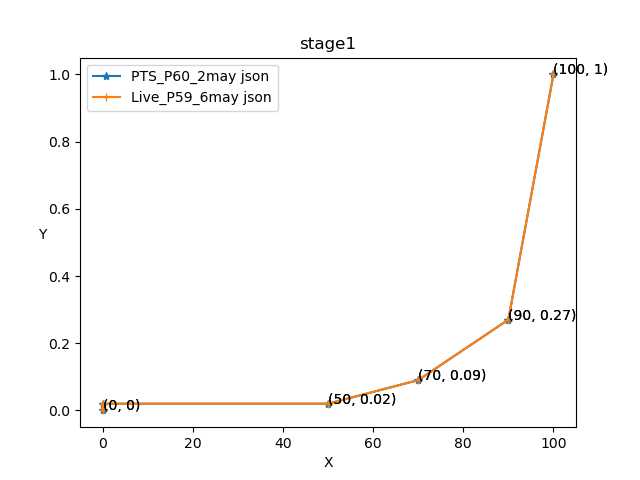 stage1
PTS_P60_2may json
Live_P59_6may json
(100, 1)
(90, 0.27)
(70, 0.09)
(50, 0.02)
(0, 0)
Y
1.0
0.8
0.6
0.4
0.2
0.0
0 20 40 60 80 100
X